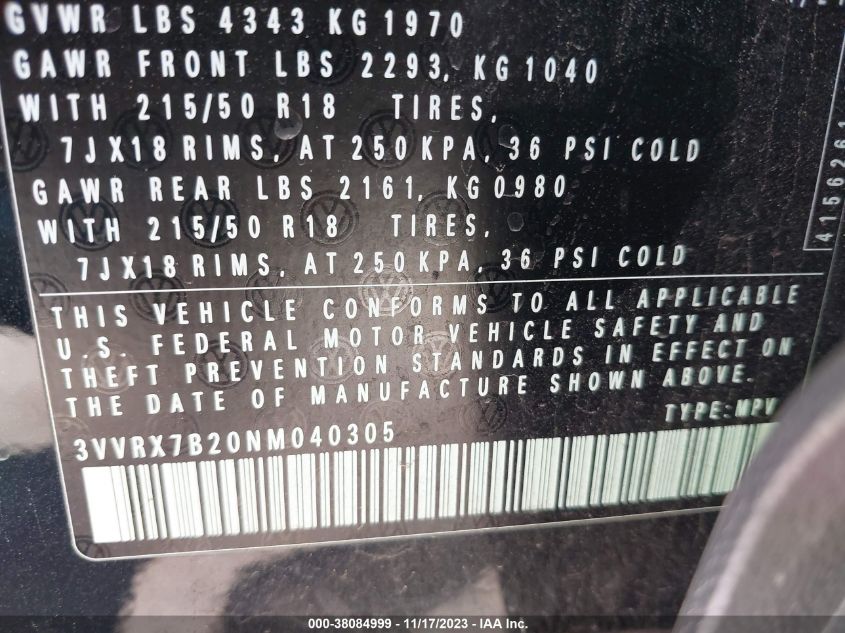 GVWR LBS 4343 KG 1970
GAWR FRONT LBS 2293, KG 1040
WITH 215/50 R18 TIRES,
7JX18 RIMS, AT 250 KPA, 36 PSI COLD
GAWR REAR LBS 2161, KG 0980
WITH 215/50 R18 TIRES,
7JX18 RIMS, AT 250 KPA, 36 PSI COLD
THIS VEHICLE CONFORMS TO ALL APPLICABLE
U.S. FEDERAL MOTOR VEHICLE SAFETY AND
THEFT PREVENTION STANDARDS IN EFFECT ON
THE DATE OF MANUFACTURE SHOWN ABOVE.
TYPE: MPV
3VVRX7B20NM040305
4156261
000-38084999 — 11/17/2023 — IAA Inc.